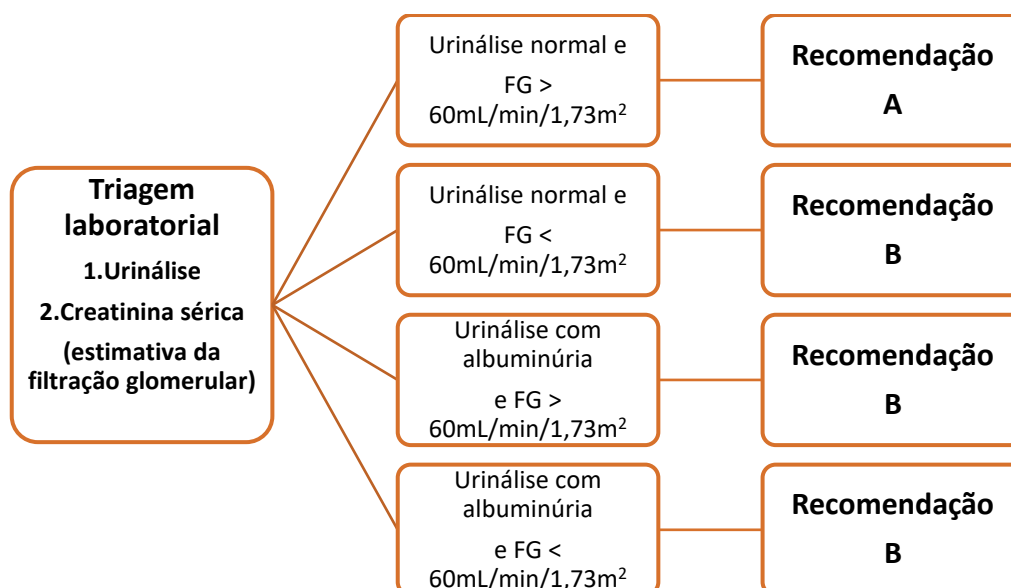 Triagem
laboratorial
1.Urinálise
2.Creatinina sérica
(estimativa da
filtração glomerular)
Urinálise normal e
FG >
60mL/min/1,73m²
Recomendação
A
Urinálise normal e
FG <
60mL/min/1,73m²
Recomendação
B
Urinálise com
albuminúria
e FG >
60mL/min/1,73m²
Recomendação
B
Urinálise com
albuminúria
e FG <
60mL/min/1,73m²
Recomendação
B